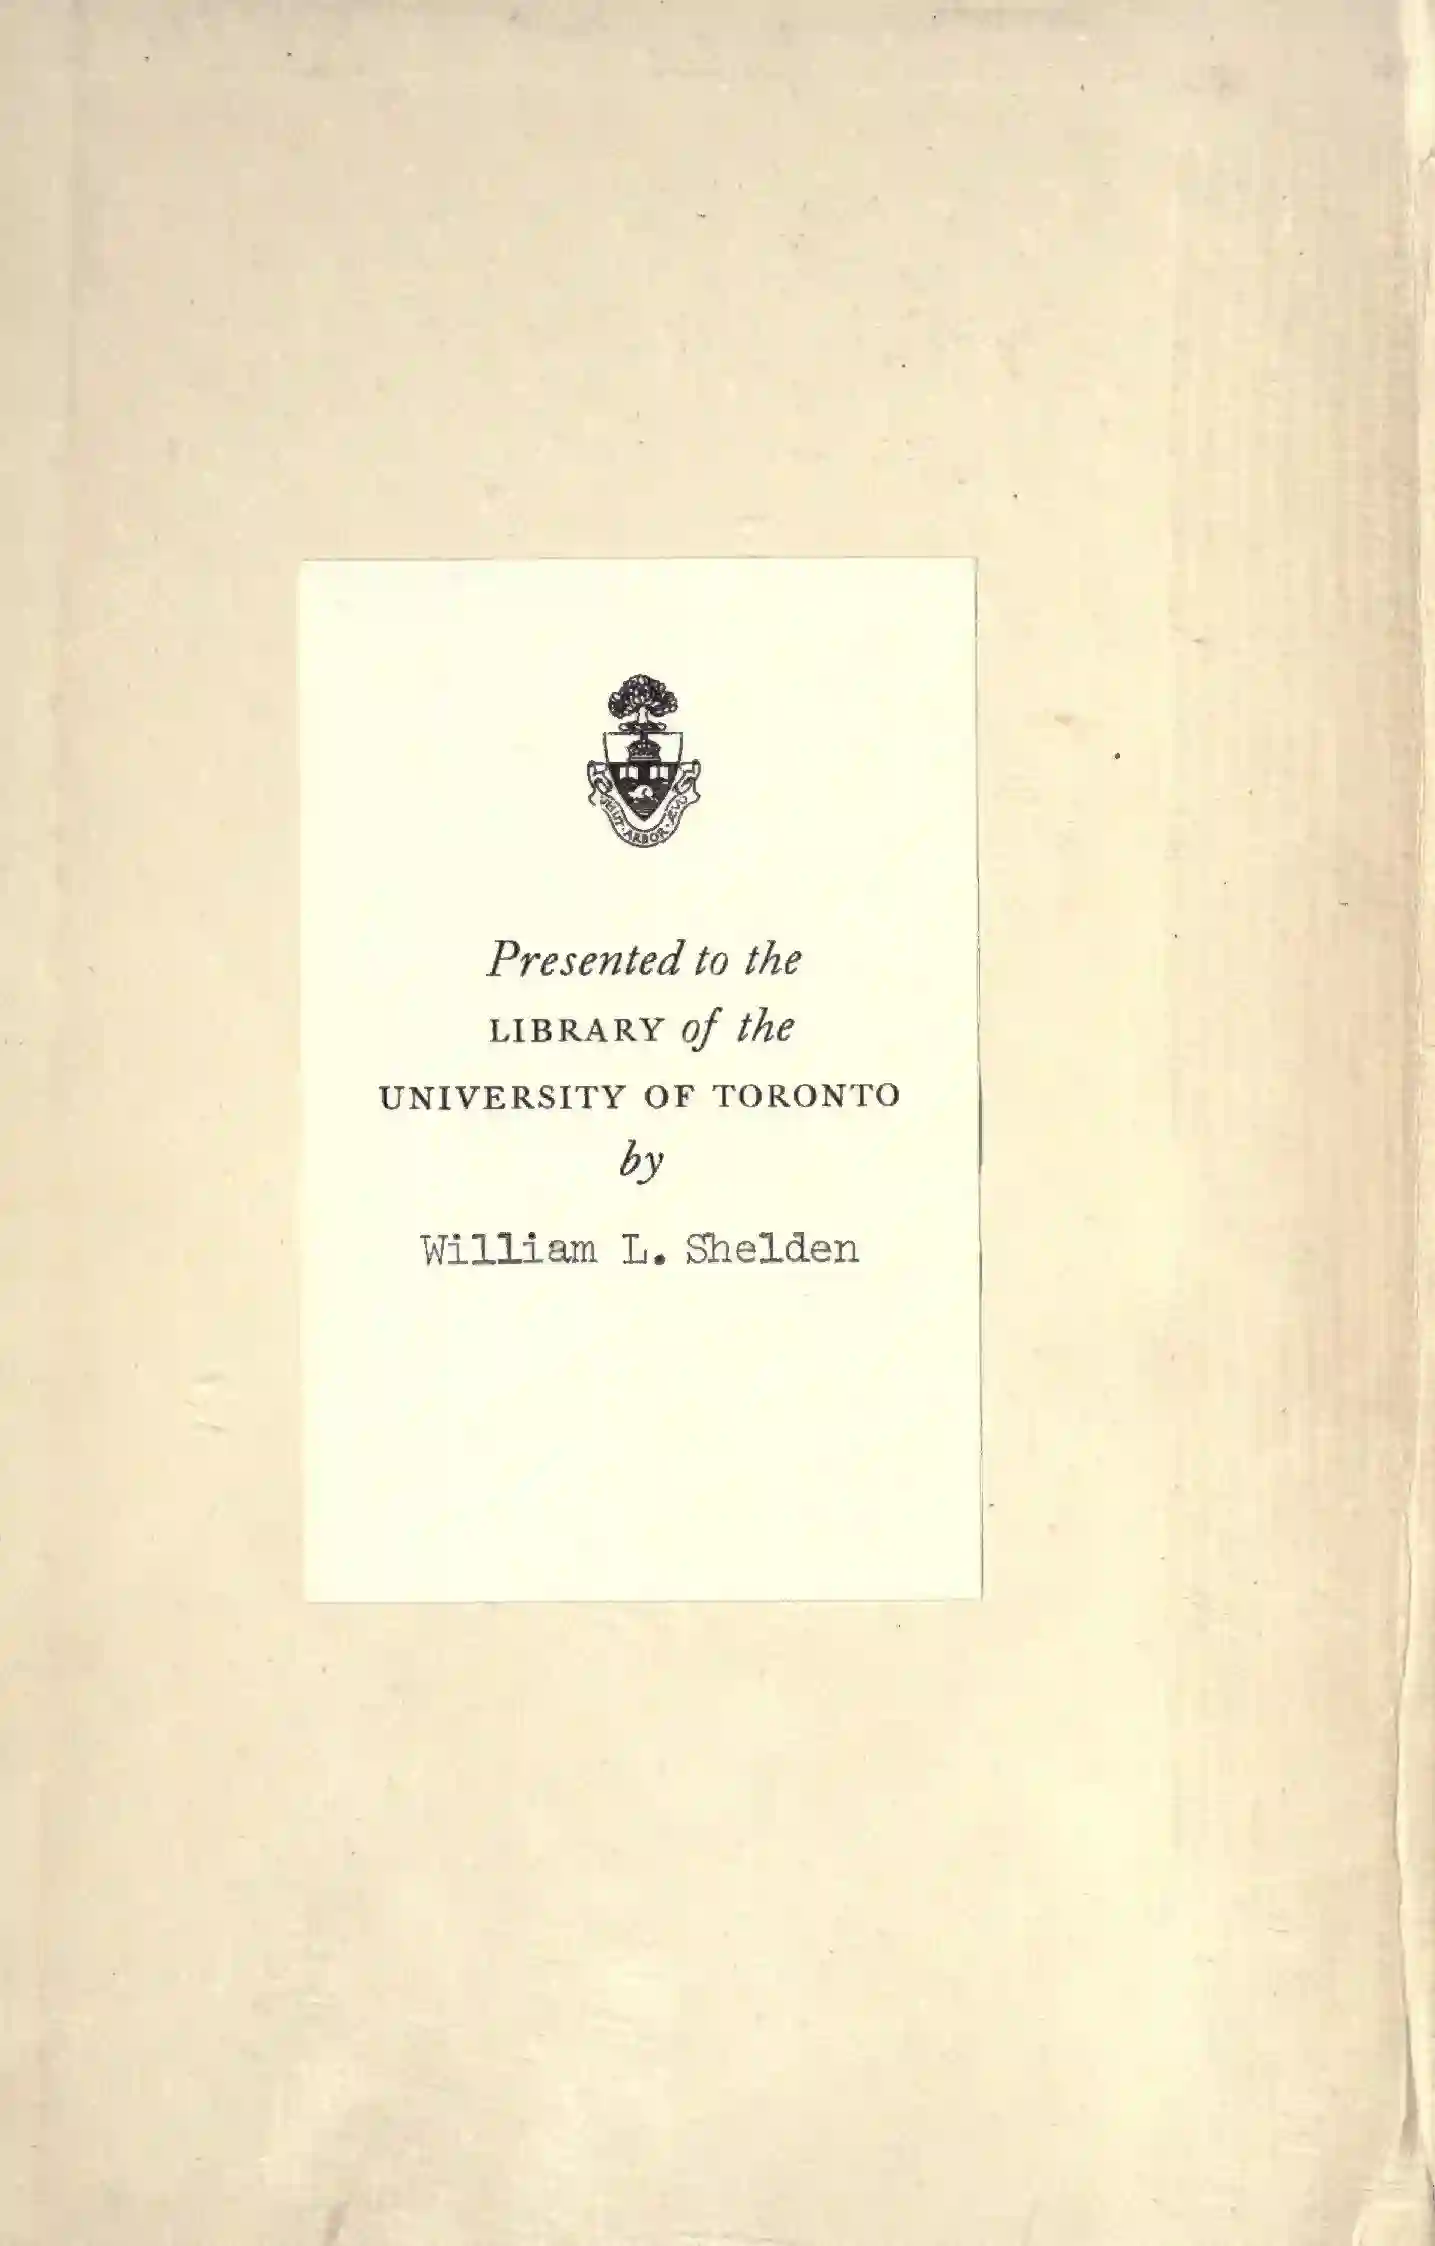 VELUT · ARBOR · ÆVO
Presented to the
LIBRARY of the
UNIVERSITY OF TORONTO
by
William L. Shelden